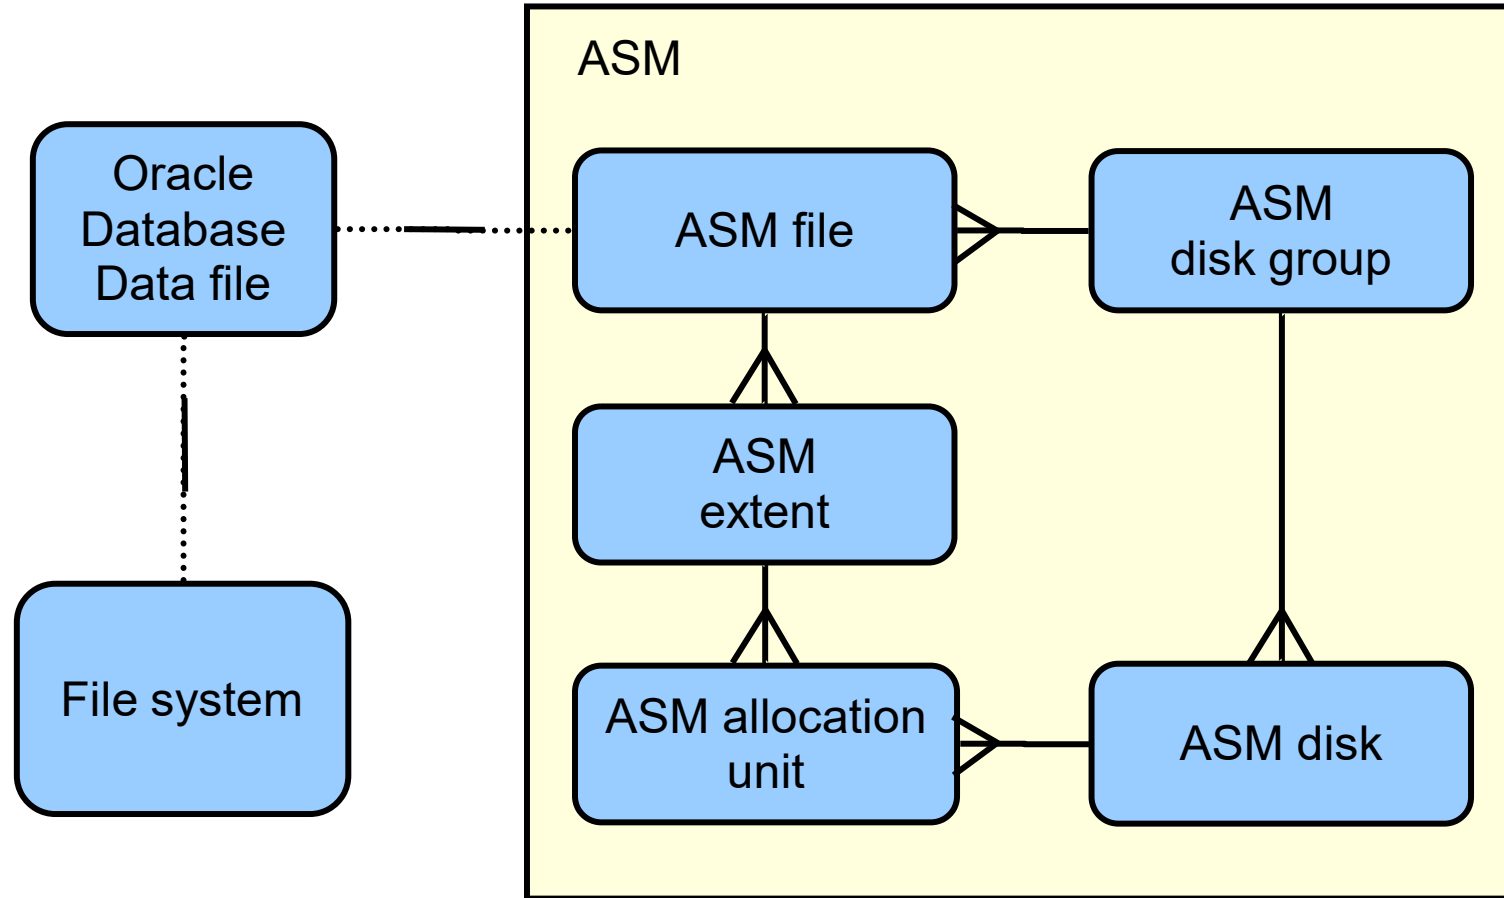 ASM
Oracle
Database
Data file
ASM file
ASM
disk group
ASM
extent
File system
ASM allocation
unit
ASM disk